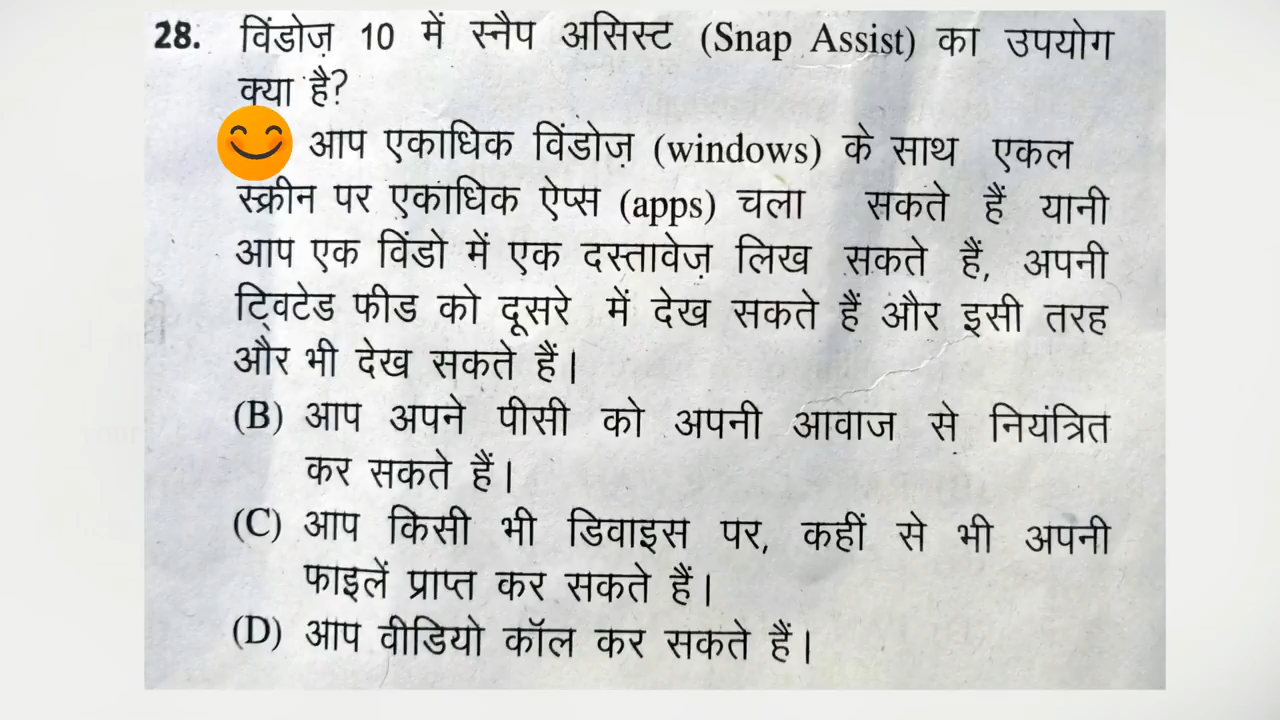 28. विंडोज़ 10 में स्नैप असिस्ट (Snap Assist) का उपयोग
क्या है?
आप एकाधिक विंडोज़ (windows) के साथ एकल
स्क्रीन पर एकाधिक ऐप्स (apps) चला सकते हैं यानी
आप एक विंडो में एक दस्तावेज़ लिख सकते हैं, अपनी
ट्विटेड फीड को दूसरे में देख सकते हैं और इसी तरह
और भी देख सकते हैं।
(B) आप अपने पीसी को अपनी आवाज से नियंत्रित
कर सकते हैं।
(C) आप किसी भी डिवाइस पर, कहीं से भी अपनी
फाइलें प्राप्त कर सकते हैं।
(D) आप वीडियो कॉल कर सकते हैं।